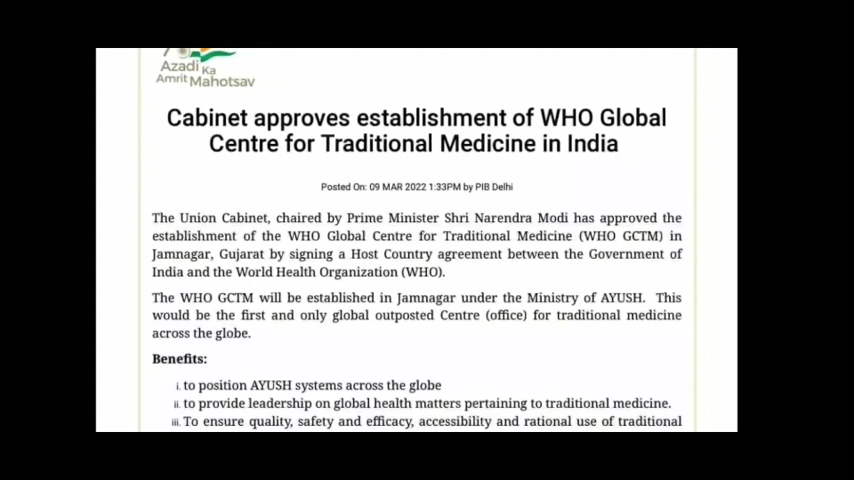 Azadi Ka
Amrit Mahotsav
Cabinet approves establishment of WHO Global
Centre for Traditional Medicine in India
Posted On: 09 MAR 2022 1:33PM by PIB Delhi
The Union Cabinet, chaired by Prime Minister Shri Narendra Modi has approved the
establishment of the WHO Global Centre for Traditional Medicine (WHO GCTM) in
Jamnagar, Gujarat by signing a Host Country agreement between the Government of
India and the World Health Organization (WHO).
The WHO GCTM will be established in Jamnagar under the Ministry of AYUSH. This
would be the first and only global outposted Centre (office) for traditional medicine
across the globe.
Benefits:
i. to position AYUSH systems across the globe
ii. to provide leadership on global health matters pertaining to traditional medicine.
iii. To ensure quality, safety and efficacy, accessibility and rational use of traditional